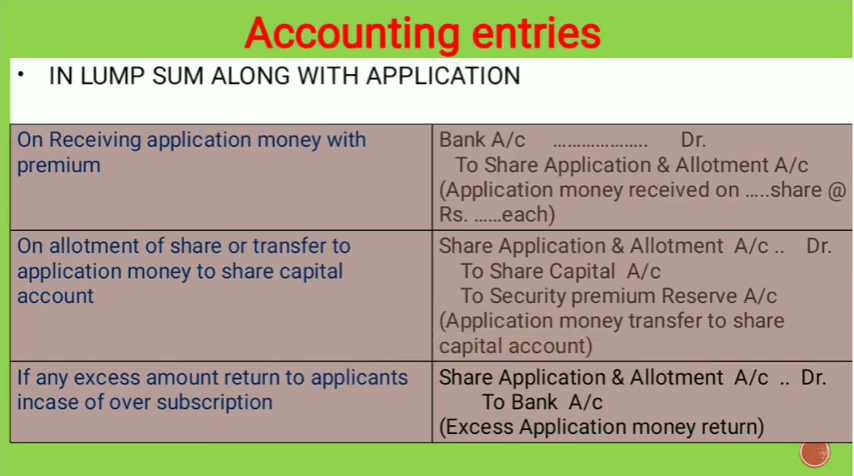 Accounting entries
• IN LUMP SUM ALONG WITH APPLICATION
On Receiving application money with
premium
Bank A/c ................... Dr.
To Share Application & Allotment A/c
(Application money received on .....share @
Rs. ......each)
On allotment of share or transfer to
application money to share capital
account
Share Application & Allotment A/c .. Dr.
To Share Capital A/c
To Security premium Reserve A/c
(Application money transfer to share
capital account)
If any excess amount return to applicants
incase of over subscription
Share Application & Allotment A/c .. Dr.
To Bank A/c
(Excess Application money return)